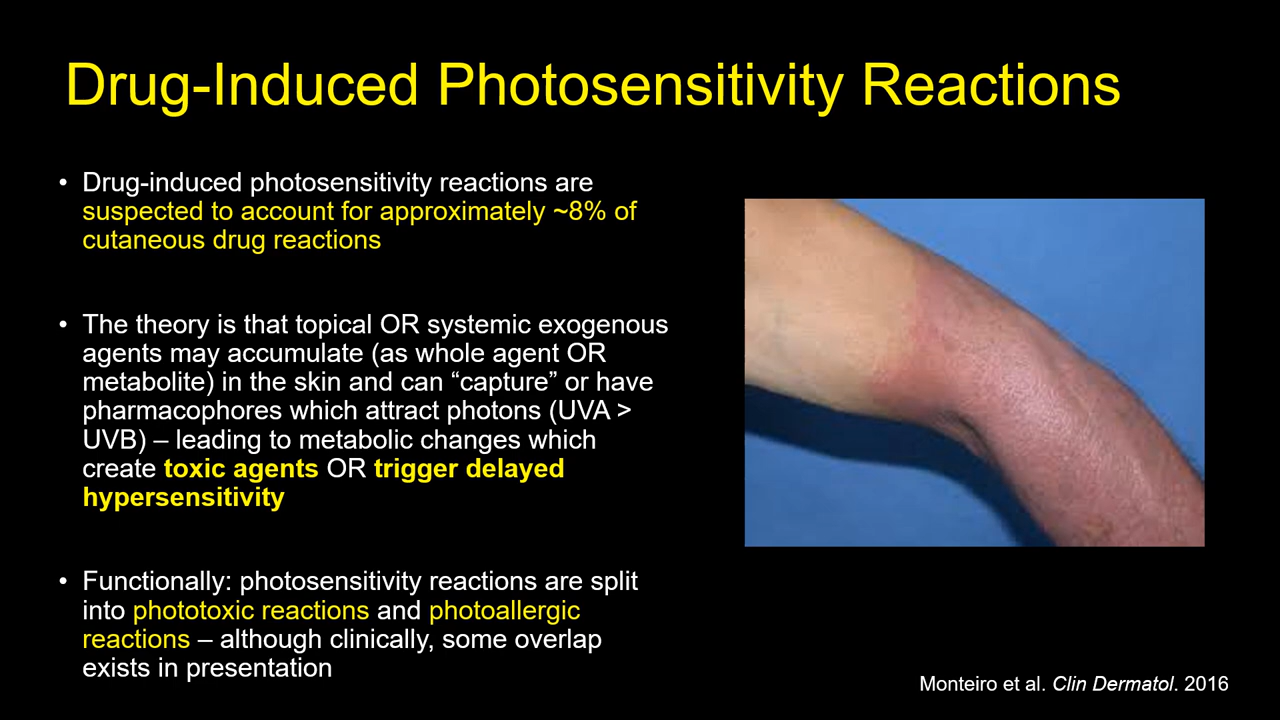 Drug-Induced Photosensitivity Reactions
• Drug-induced photosensitivity reactions are
suspected to account for approximately ~8% of
cutaneous drug reactions
• The theory is that topical OR systemic exogenous
agents may accumulate (as whole agent OR
metabolite) in the skin and can “capture” or have
pharmacophores which attract photons (UVA >
UVB) – leading to metabolic changes which
create toxic agents OR trigger delayed
hypersensitivity
• Functionally: photosensitivity reactions are split
into phototoxic reactions and photoallergic
reactions – although clinically, some overlap
exists in presentation
Monteiro et al. Clin Dermatol. 2016